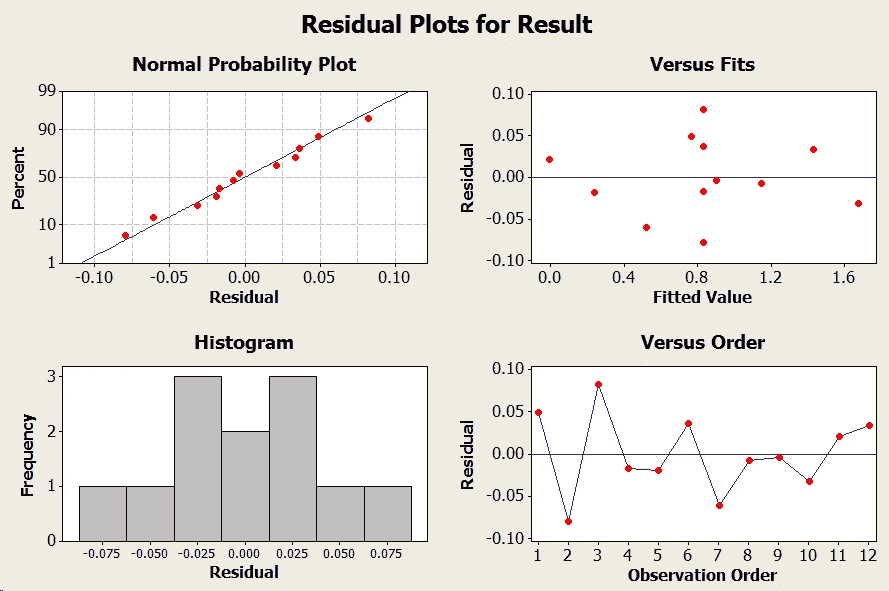 Residual Plots for Result
Normal Probability Plot
99
90
50
10
1
Percent
-0.10 -0.05 0.00 0.05 0.10
Residual
Versus Fits
0.10
0.05
0.00
-0.05
-0.10
Residual
0.0 0.4 0.8 1.2 1.6
Fitted Value
Histogram
3
2
1
0
Frequency
-0.075 -0.050 -0.025 0.000 0.025 0.050 0.075
Residual
Versus Order
0.10
0.05
0.00
-0.05
-0.10
Residual
1 2 3 4 5 6 7 8 9 10 11 12
Observation Order